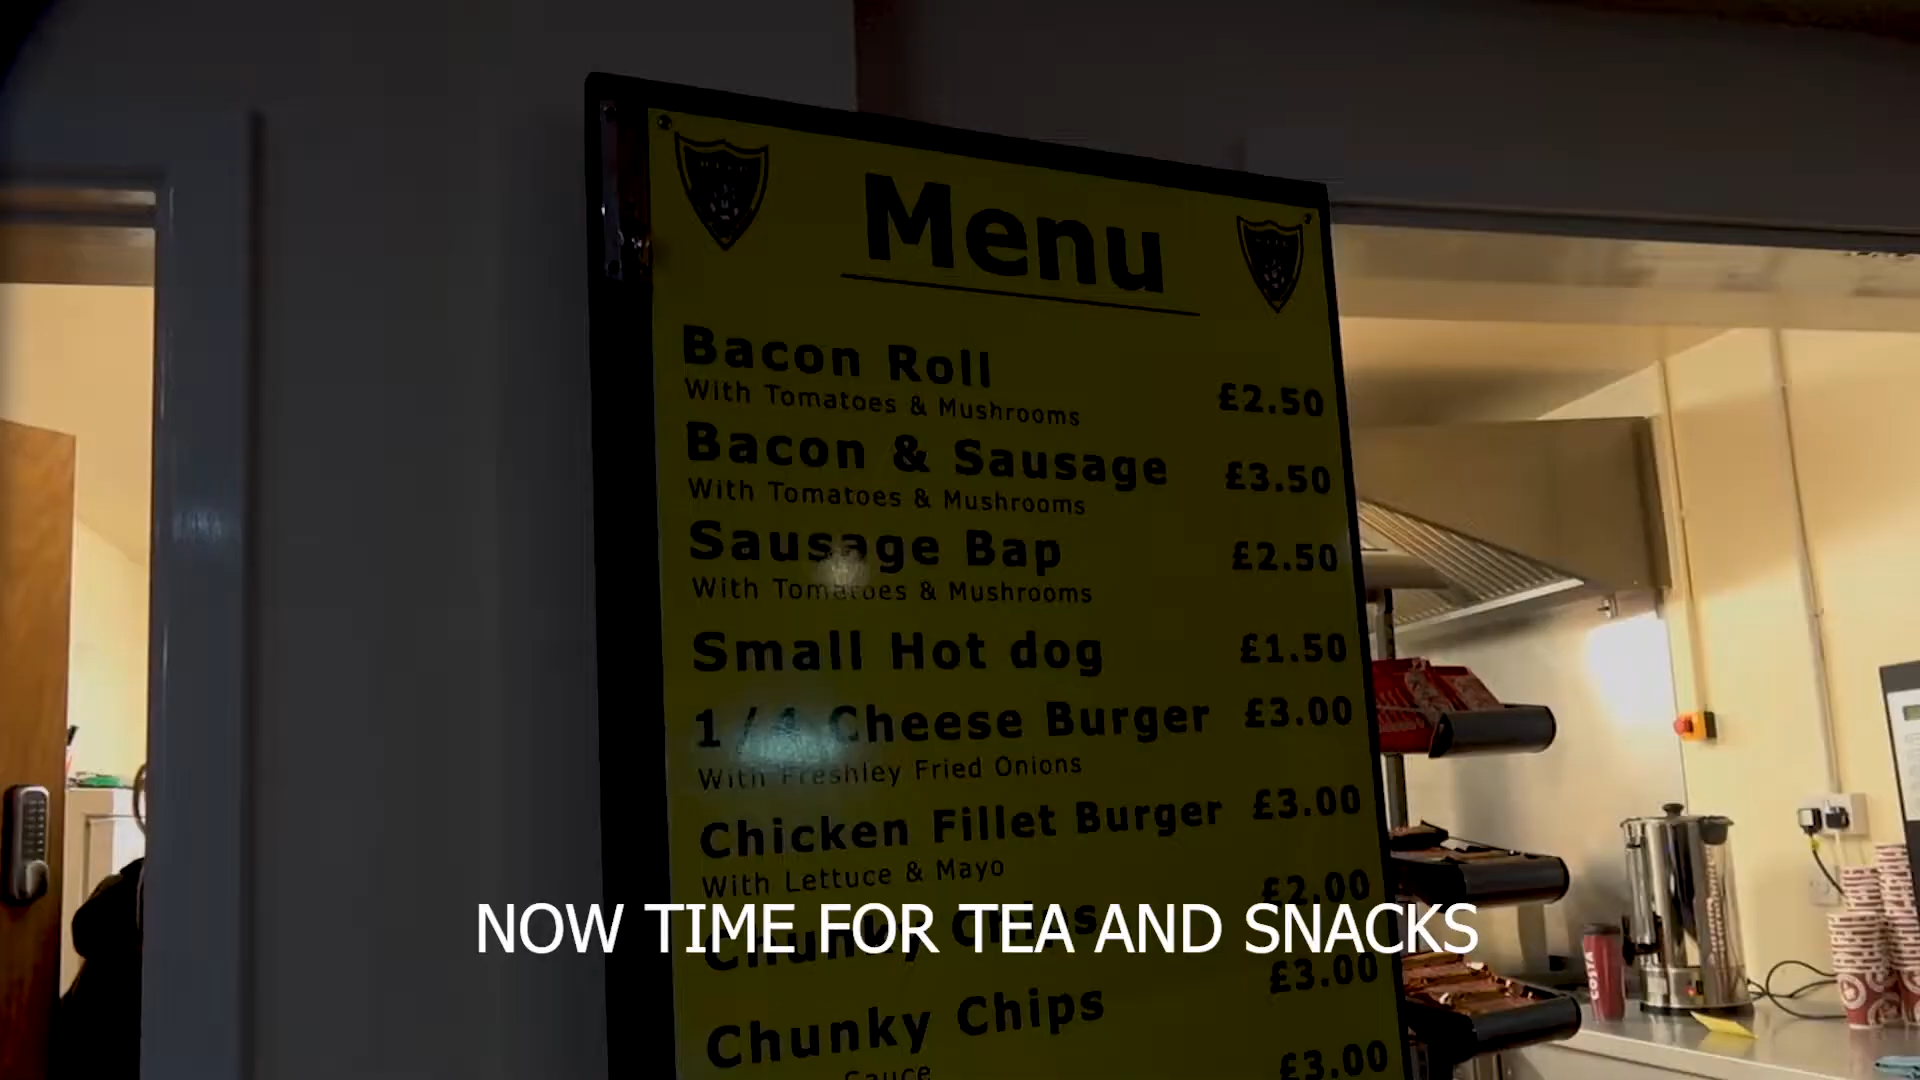 Menu
Bacon Roll
With Tomatoes & Mushrooms
£2.50
Bacon & Sausage
£3.50
With Tomatoes & Mushrooms
Sausage Bap
£2.50
With Tomatoes & Mushrooms
Small Hot dog
£1.50
1/4 Cheese Burger
£3.00
With Freshley Fried Onions
Chicken Fillet Burger
£3.00
With Lettuce & Mayo
Chunky Chips
£2.00
NOW TIME FOR TEA AND SNACKS
£3.00
Chunky Chips
Sauce
£3.00
COSTA